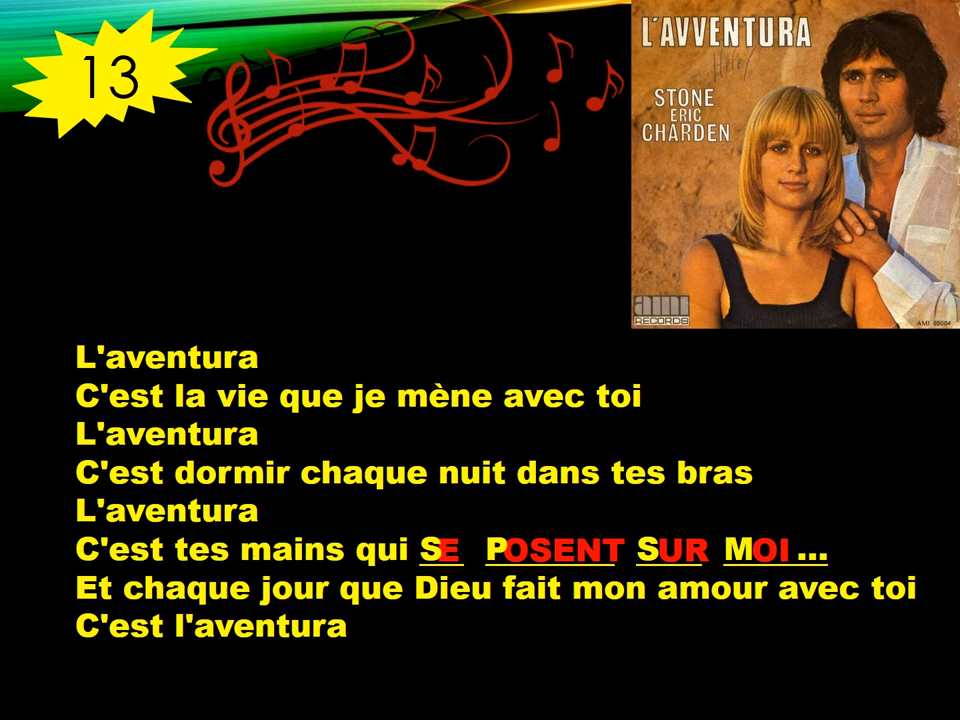 13
L'AVVENTURA
STONE
ERIC
CHARDEN
ami
RECORDS
AMI 86004
L'aventura
C'est la vie que je mène avec toi
L'aventura
C'est dormir chaque nuit dans tes bras
L'aventura
C'est tes mains qui SE POSENT SUR MOI ...
Et chaque jour que Dieu fait mon amour avec toi
C'est l'aventura